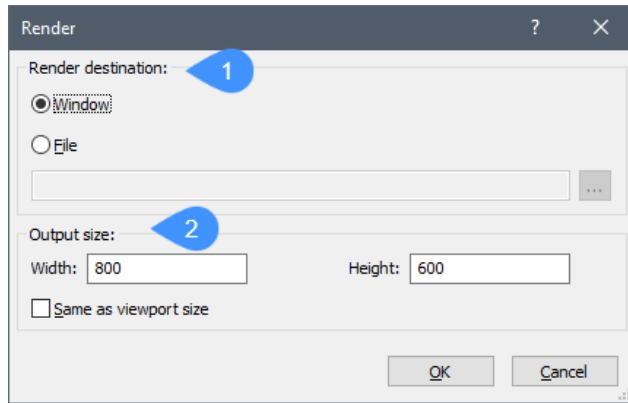 Render
?
Render destination:
1
Window
File
...
Output size:
2
Width: 800 Height: 600
Same as viewport size
OK Cancel